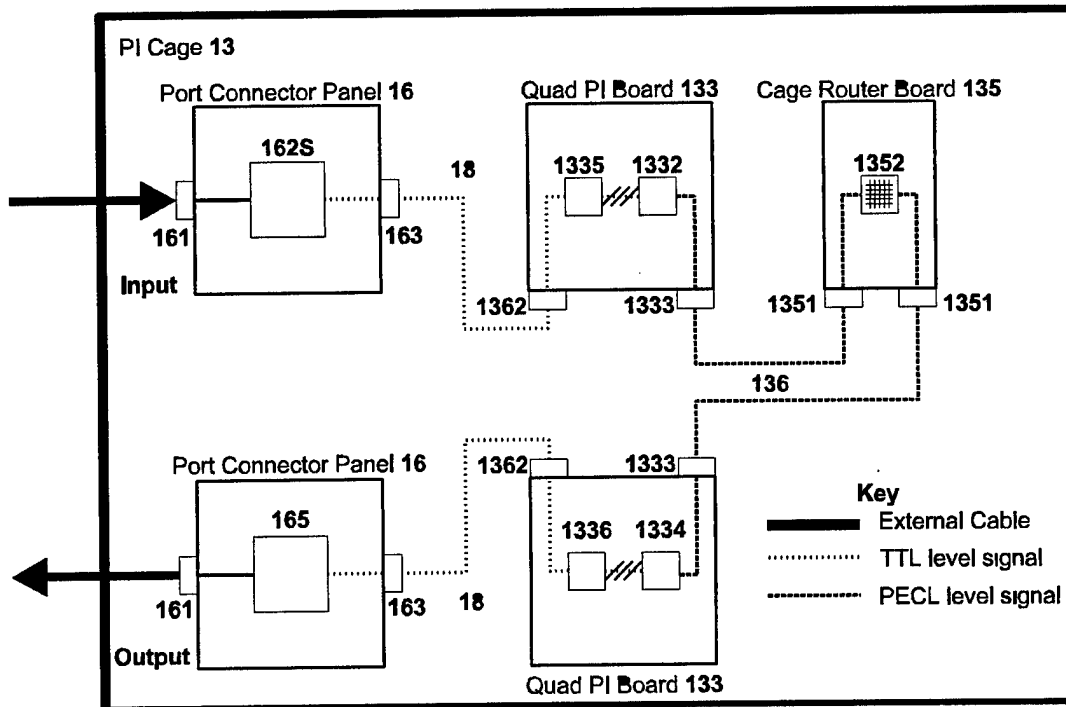 PI Cage 13
Port Connector Panel 16
Quad PI Board 133
Cage Router Board 135
162S
18
1335
1332
1352
161
163
Input
1362
1333
1351
1351
136
Port Connector Panel 16
1362
1333
Key
External Cable
TTL level signal
PECL level signal
165
1336
1334
161
163
18
Output
Quad PI Board 133